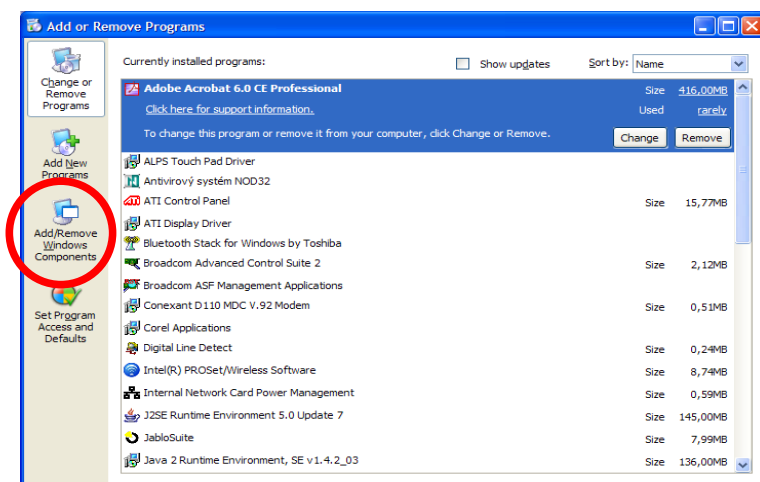 Add or Remove Programs
Change or
Remove
Programs
Add New
Programs
Add/Remove
Windows
Components
Set Program
Access and
Defaults
Currently installed programs:
Show updates
Sort by: Name
Adobe Acrobat 6.0 CE Professional Size 416,00MB
Click here for support information. Used rarely
To change this program or remove it from your computer, click Change or Remove. Change Remove
ALPS Touch Pad Driver
Antivirový systém NOD32
ATI Control Panel Size 15,77MB
ATI Display Driver
Bluetooth Stack for Windows by Toshiba
Broadcom Advanced Control Suite 2 Size 2,12MB
Broadcom ASF Management Applications
Conexant D110 MDC V.92 Modem Size 0,51MB
Corel Applications
Digital Line Detect Size 0,24MB
Intel(R) PROSet/Wireless Software Size 8,74MB
Internal Network Card Power Management Size 0,59MB
J2SE Runtime Environment 5.0 Update 7 Size 145,00MB
JabloSuite Size 7,99MB
Java 2 Runtime Environment, SE v1.4.2_03 Size 136,00MB